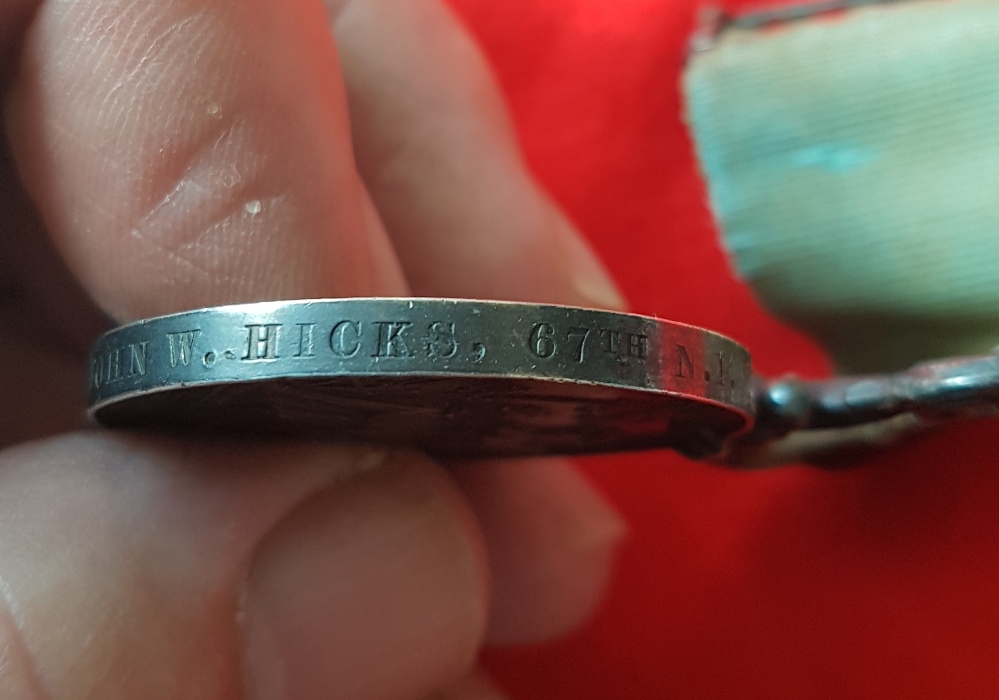 OHN W. HICKS, 67TH N.I.